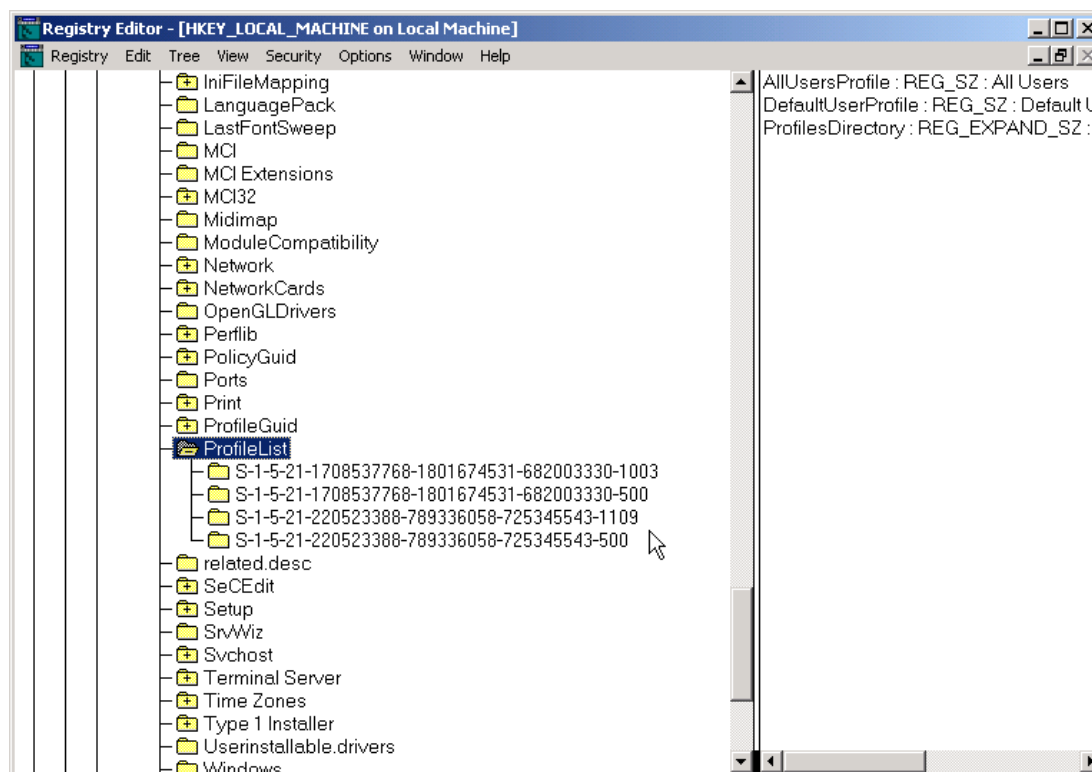 Registry Editor - [HKEY_LOCAL_MACHINE on Local Machine]
Registry Edit Tree View Security Options Window Help
IniFileMapping
LanguagePack
LastFontSweep
MCI
MCI Extensions
MCI32
Midimap
ModuleCompatibility
Network
NetworkCards
OpenGLDrivers
Perflib
PolicyGuid
Ports
Print
ProfileGuid
ProfileList
S-1-5-21-1708537768-1801674531-682003330-1003
S-1-5-21-1708537768-1801674531-682003330-500
S-1-5-21-220523388-789336058-725345543-1109
S-1-5-21-220523388-789336058-725345543-500
related.desc
SeCEdit
Setup
SrvWiz
Svchost
Terminal Server
Time Zones
Type 1 Installer
Userinstallable.drivers
Windows
AllUsersProfile : REG_SZ : All Users
DefaultUserProfile : REG_SZ : Default
ProfilesDirectory : REG_EXPAND_SZ :